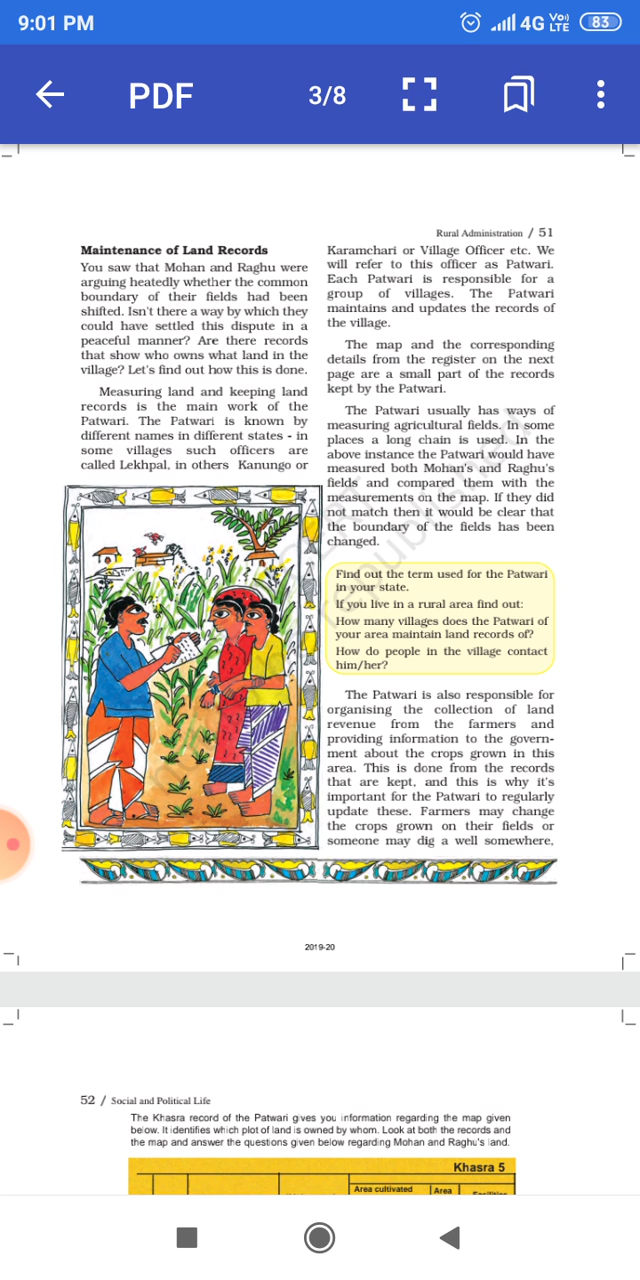 9:01 PM
4G Vo)) LTE 83
PDF 3/8
Rural Administration / 51
Maintenance of Land Records
You saw that Mohan and Raghu were
arguing heatedly whether the common
boundary of their fields had been
shifted. Isn't there a way by which they
could have settled this dispute in a
peaceful manner? Are there records
that show who owns what land in the
village? Let's find out how this is done.
Measuring land and keeping land
records is the main work of the
Patwari. The Patwari is known by
different names in different states - in
some villages such officers are
called Lekhpal, in others Kanungo or
Karamchari or Village Officer etc. We
will refer to this officer as Patwari.
Each Patwari is responsible for a
group of villages. The Patwari
maintains and updates the records of
the village.
The map and the corresponding
details from the register on the next
page are a small part of the records
kept by the Patwari.
The Patwari usually has ways of
measuring agricultural fields. In some
places a long chain is used. In the
above instance the Patwari would have
measured both Mohan's and Raghu's
fields and compared them with the
measurements on the map. If they did
not match then it would be clear that
the boundary of the fields has been
changed.
Find out the term used for the Patwari
in your state.
If you live in a rural area find out:
How many villages does the Patwari of
your area maintain land records of?
How do people in the village contact
him/her?
The Patwari is also responsible for
organising the collection of land
revenue from the farmers and
providing information to the govern-
ment about the crops grown in this
area. This is done from the records
that are kept, and this is why it's
important for the Patwari to regularly
update these. Farmers may change
the crops grown on their fields or
someone may dig a well somewhere,
2019-20
52 / Social and Political Life
The Khasra record of the Patwari gives you information regarding the map given
below. It identifies which plot of land is owned by whom. Look at both the records and
the map and answer the questions given below regarding Mohan and Raghu's land.
Khasra 5
Area cultivated
Area